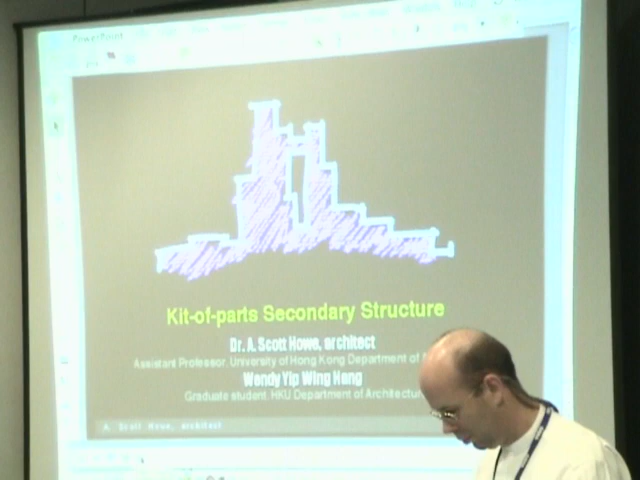 PowerPoint
Kit-of-parts Secondary Structure
Dr. A. Scott Howe, architect
Assistant Professor, University of Hong Kong Department of
Wendy Yip Wing Hang
Graduate student, HKU Department of Architecture
A. Scott Howe, architect